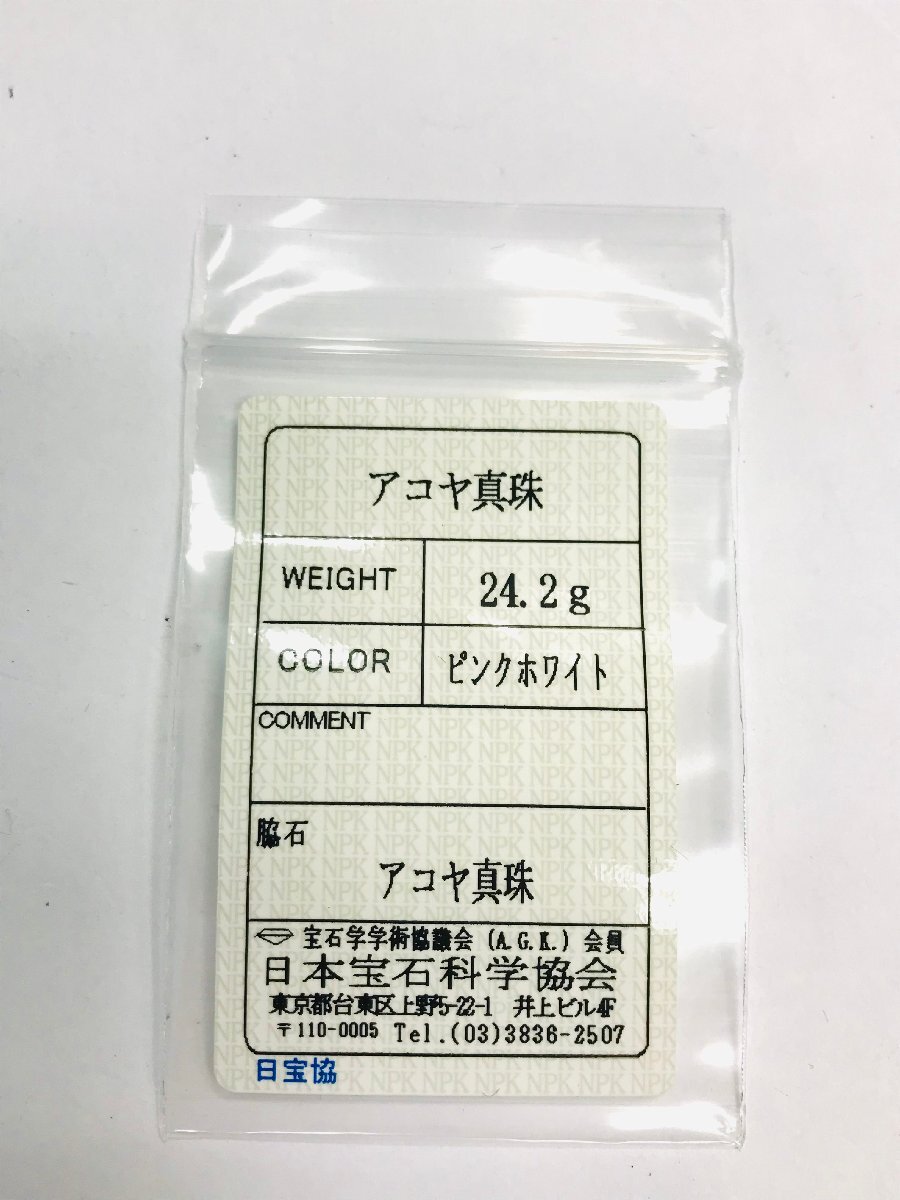 アコヤ真珠
WEIGHT 24.2g
COLOR ピンクホワイト
COMMENT
脇石
アコヤ真珠
宝石学学術協議会 (A.G.K.) 会員
日本宝石科学協会
東京都台東区上野5-22-1 井上ビル4F
〒110-0005 Tel.(03)3836-2507
日宝協